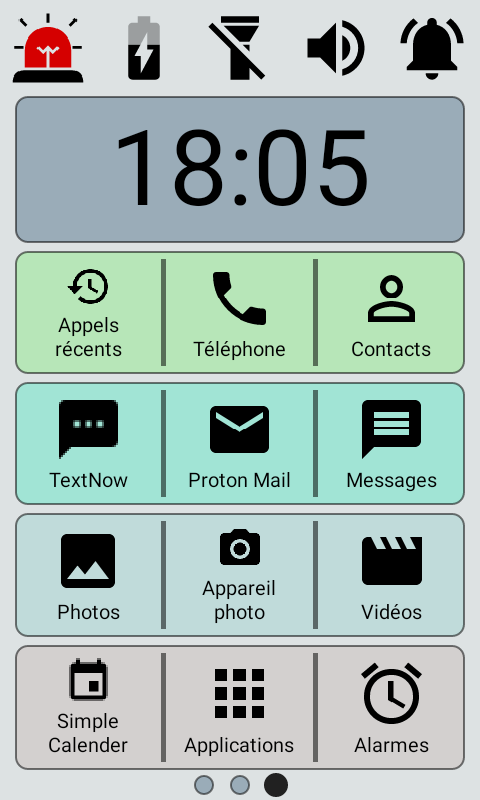 18:05
Appels
récents
Téléphone
Contacts
TextNow
Proton Mail
Messages
Photos
Appareil
photo
Vidéos
Simple
Calender
Applications
Alarmes